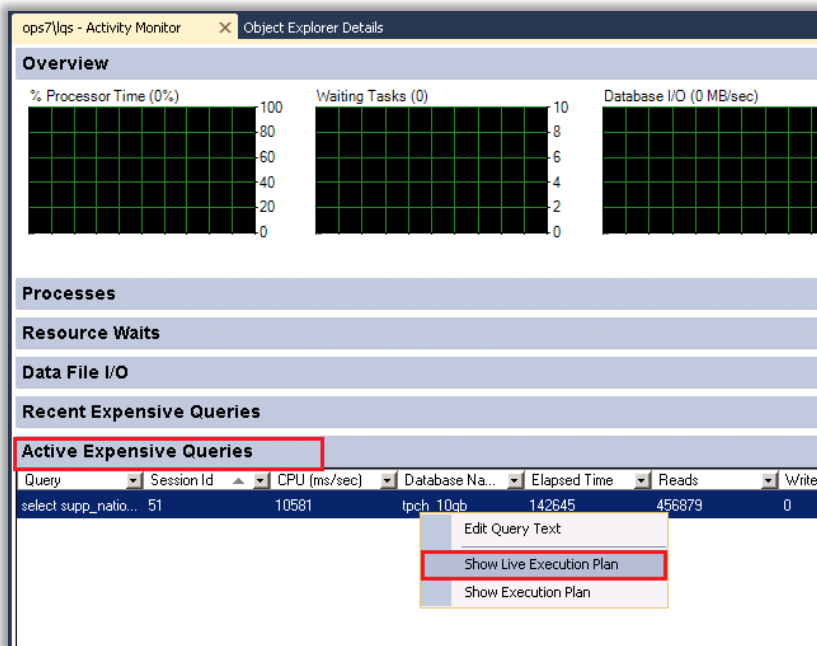 ops7\lqs - Activity Monitor Object Explorer Details
Overview
% Processor Time (0%) Waiting Tasks (0) Database I/O (0 MB/sec)
100 10
80 8
60 6
40 4
20 2
0 0
Processes
Resource Waits
Data File I/O
Recent Expensive Queries
Active Expensive Queries
Query Session Id CPU (ms/sec) Database Na... Elapsed Time Reads Write
select supp_natio... 51 10581 tpch_10gb 142645 456879 0
Edit Query Text
Show Live Execution Plan
Show Execution Plan